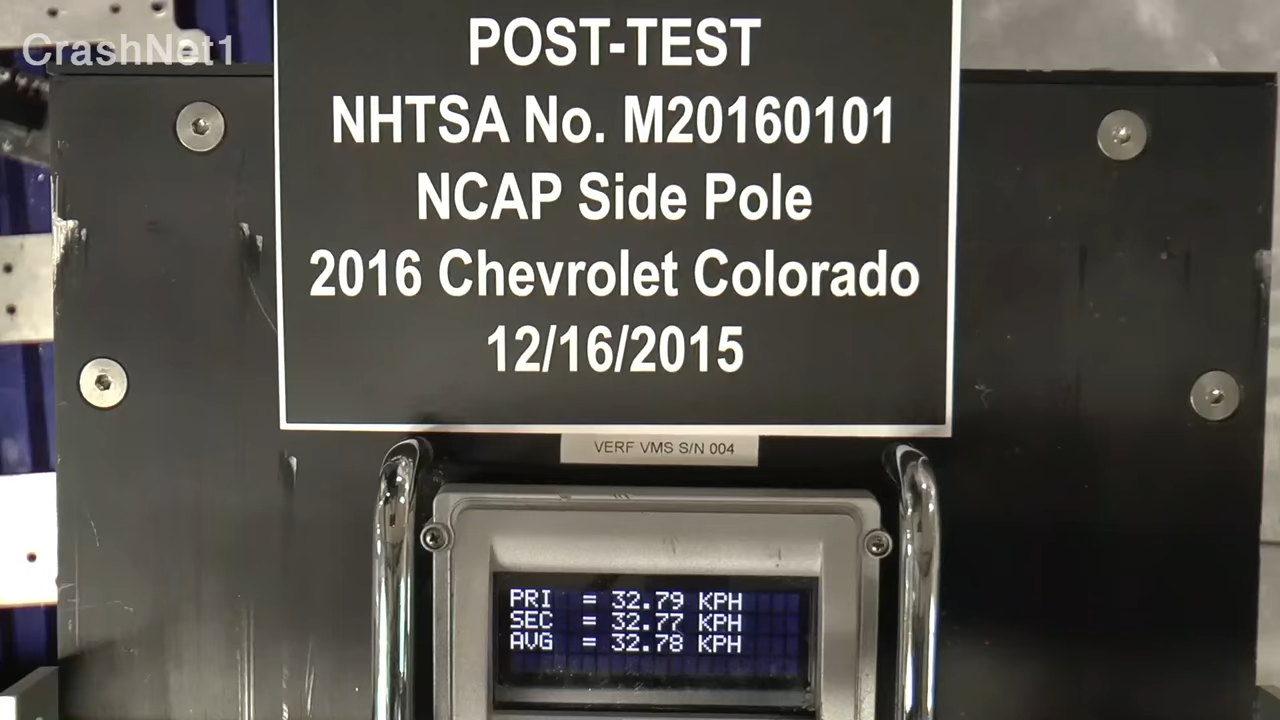 CrashNet1
POST-TEST
NHTSA No. M20160101
NCAP Side Pole
2016 Chevrolet Colorado
12/16/2015
VERF VMS S/N 004
PRI = 32.79 KPH
SEC = 32.77 KPH
AVG = 32.78 KPH